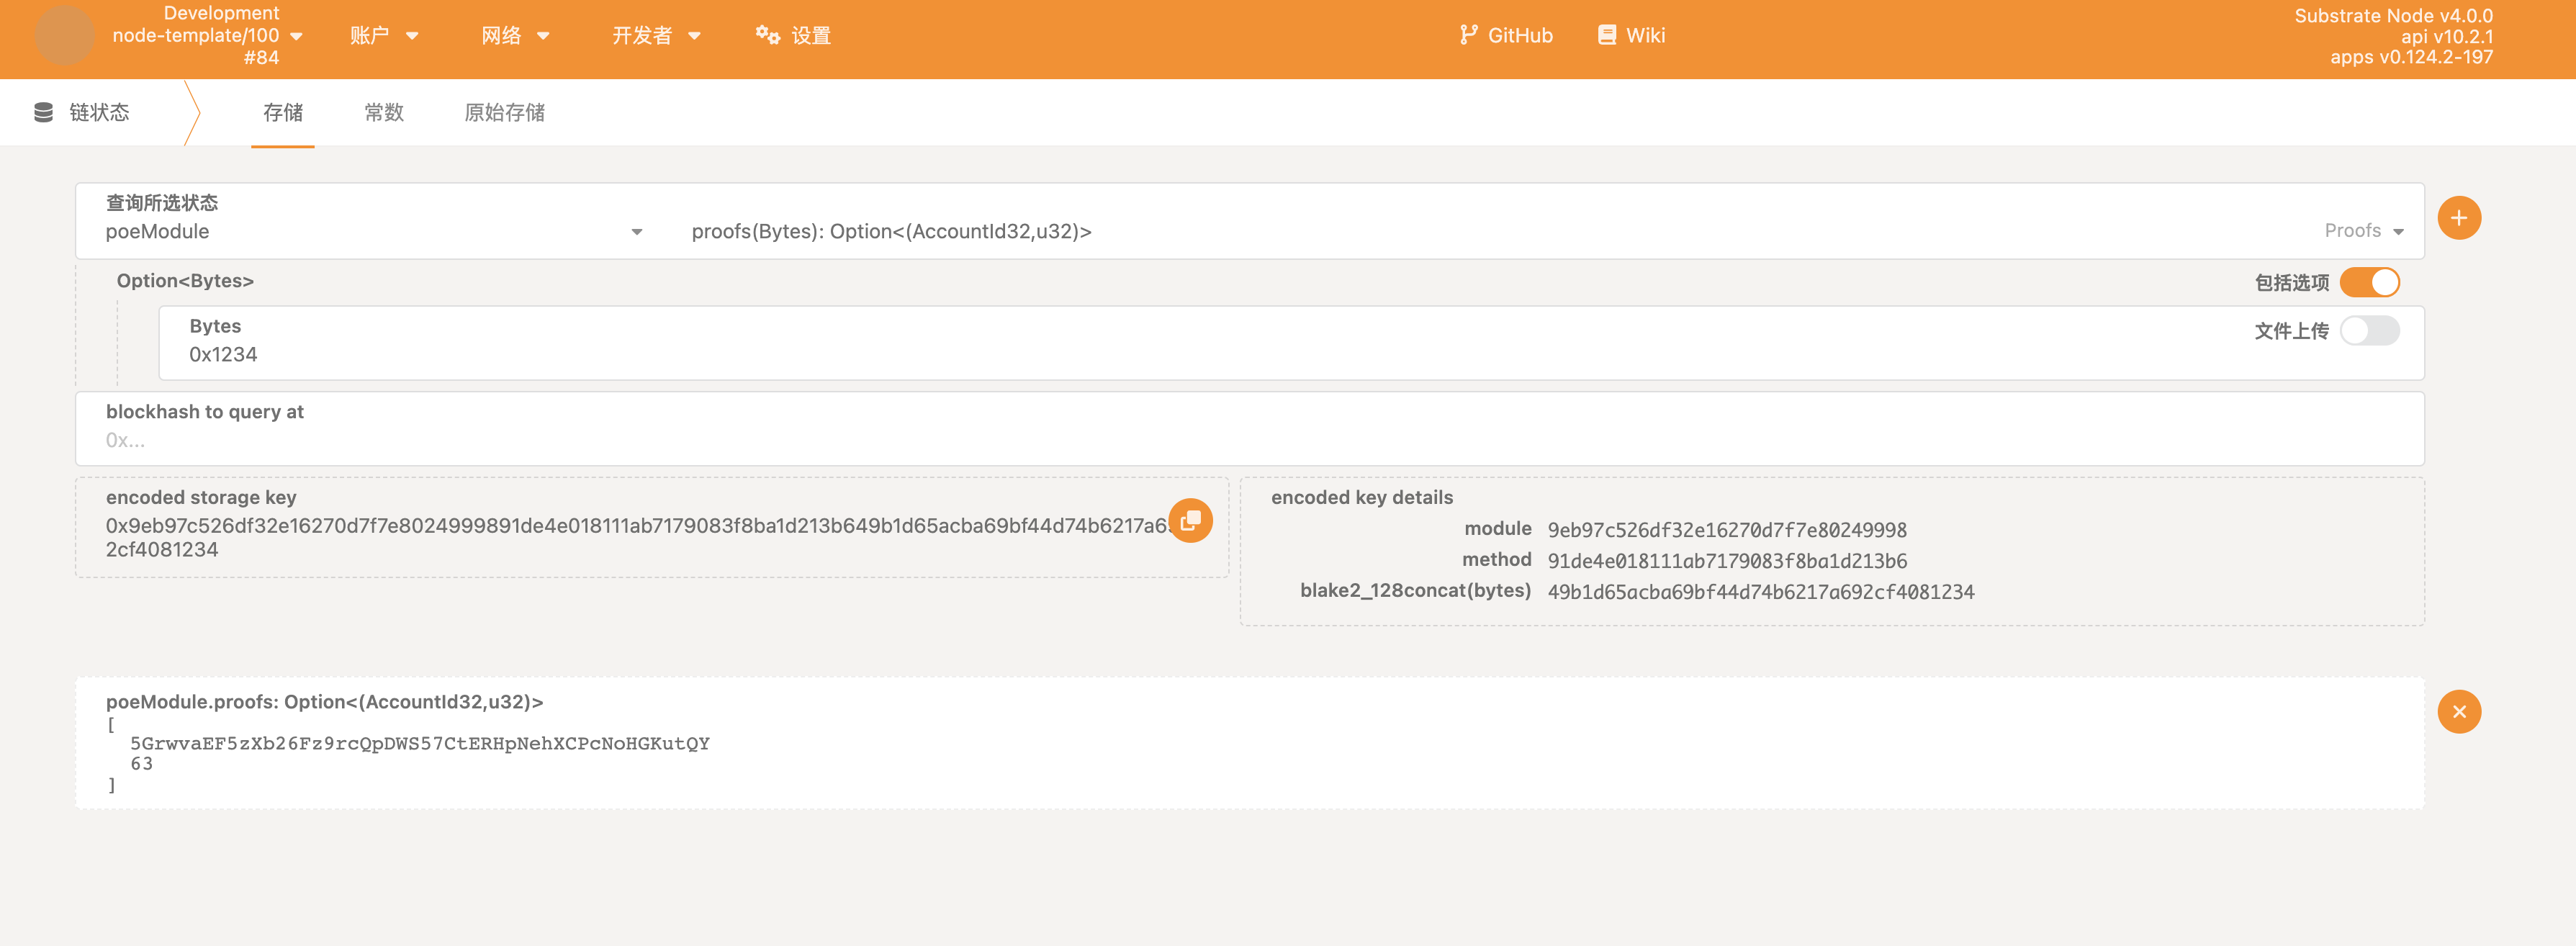 Development
node-template/100
#84
账户
网络
开发者
设置
GitHub
Wiki
Substrate Node v4.0.0
api v10.2.1
apps v0.124.2-197
链状态
存储
常数
原始存储
查询所选状态
poeModule
proofs(Bytes): Option<(AccountId32,u32)>
Proofs
Option<Bytes>
包括选项
Bytes
0x1234
文件上传
blockhash to query at
0x...
encoded storage key
0x9eb97c526df32e16270d7f7e8024999891de4e018111ab7179083f8ba1d213b649b1d65acba69bf44d74b6217a6
2cf4081234
encoded key details
module 9eb97c526df32e16270d7f7e80249998
method 91de4e018111ab7179083f8ba1d213b6
blake2_128concat(bytes) 49b1d65acba69bf44d74b6217a692cf4081234
poeModule.proofs: Option<(AccountId32,u32)>
[
5GrwvaEF5zXb26Fz9rcQpDWS57CtERHpNehXCPcNoHGKutQY
63
]